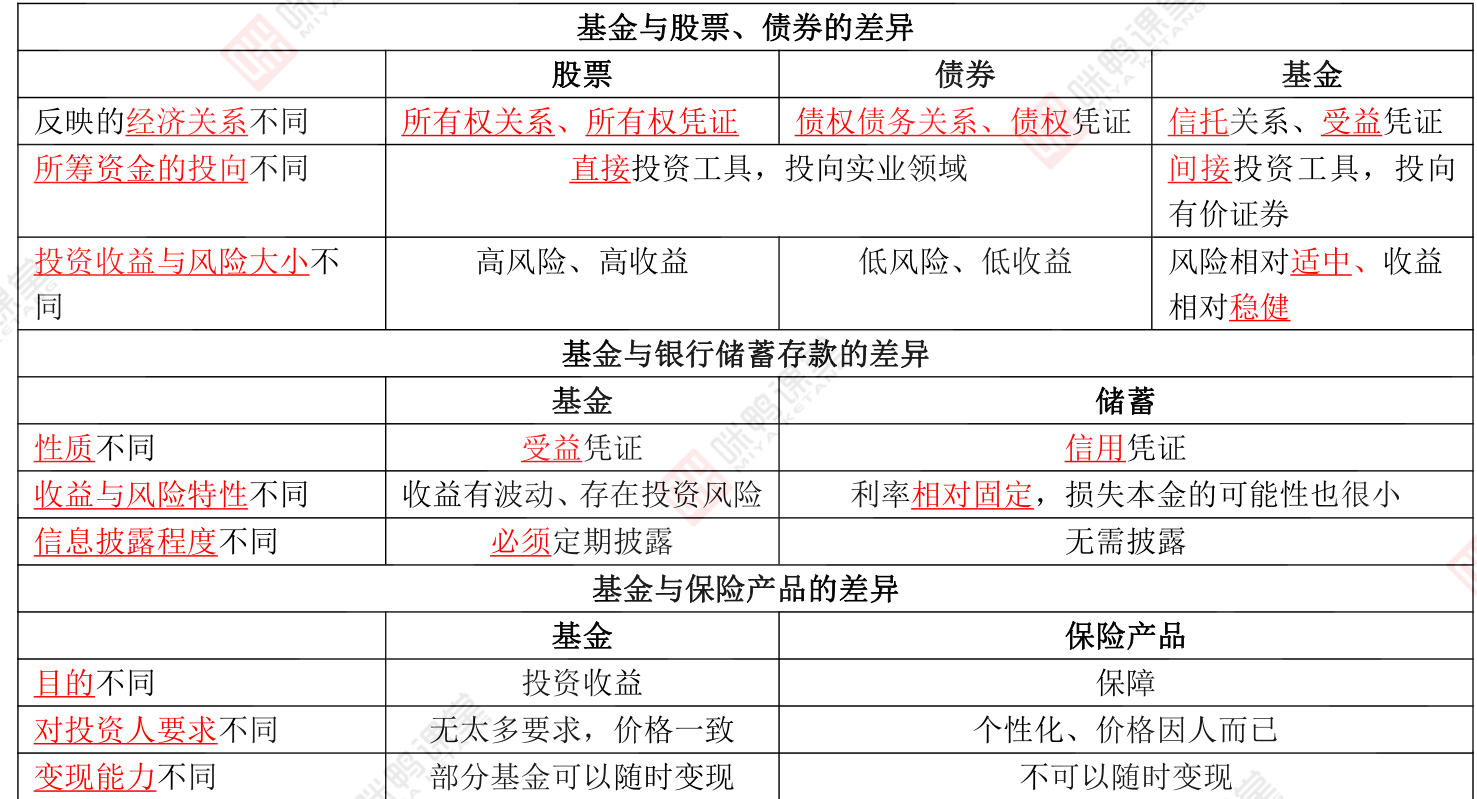 基金与股票、债券的差异
股票 债券 基金
反映的经济关系不同 所有权关系、所有权凭证 债权债务关系、债权凭证 信托关系、受益凭证
所筹资金的投向不同 直接投资工具，投向实业领域 间接投资工具，投向
有价证券
投资收益与风险大小不 高风险、高收益 低风险、低收益 风险相对适中、收益
同 相对稳健
基金与银行储蓄存款的差异
基金 储蓄
性质不同 受益凭证 信用凭证
收益与风险特性不同 收益有波动、存在投资风险 利率相对固定，损失本金的可能性也很小
信息披露程度不同 必须定期披露 无需披露
基金与保险产品的差异
基金 保险产品
目的不同 投资收益 保障
对投资人要求不同 无太多要求，价格一致 个性化、价格因人而已
变现能力不同 部分基金可以随时变现 不可以随时变现
咪鸭课堂
MIYA KETANG